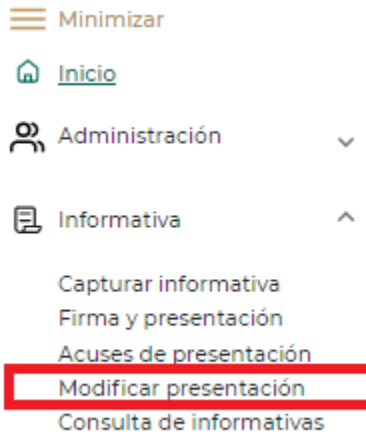 Minimizar
Inicio
Administración
Informativa
Capturar informativa
Firma y presentación
Acuses de presentación
Modificar presentación
Consulta de informativas